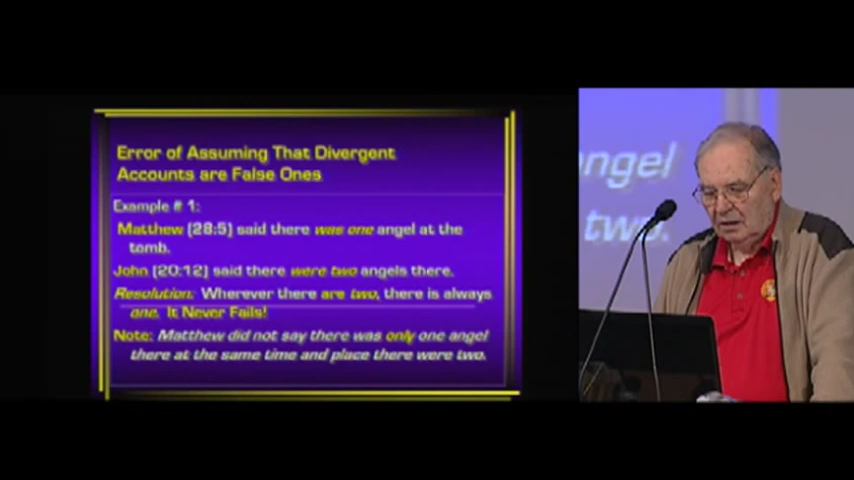 Error of Assuming That Divergent
Accounts are False Ones
Example # 1:
Matthew (28:5) said there was one angel at the
tomb.
John (20:12) said there were two angels there.
Resolution: Wherever there are two, there is always
one. It Never Fails!
Note: Matthew did not say there was only one angel
there at the same time and place there were two.
angel
two.